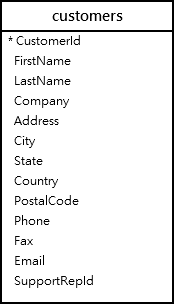 customers
* CustomerId
FirstName
LastName
Company
Address
City
State
Country
PostalCode
Phone
Fax
Email
SupportRepId